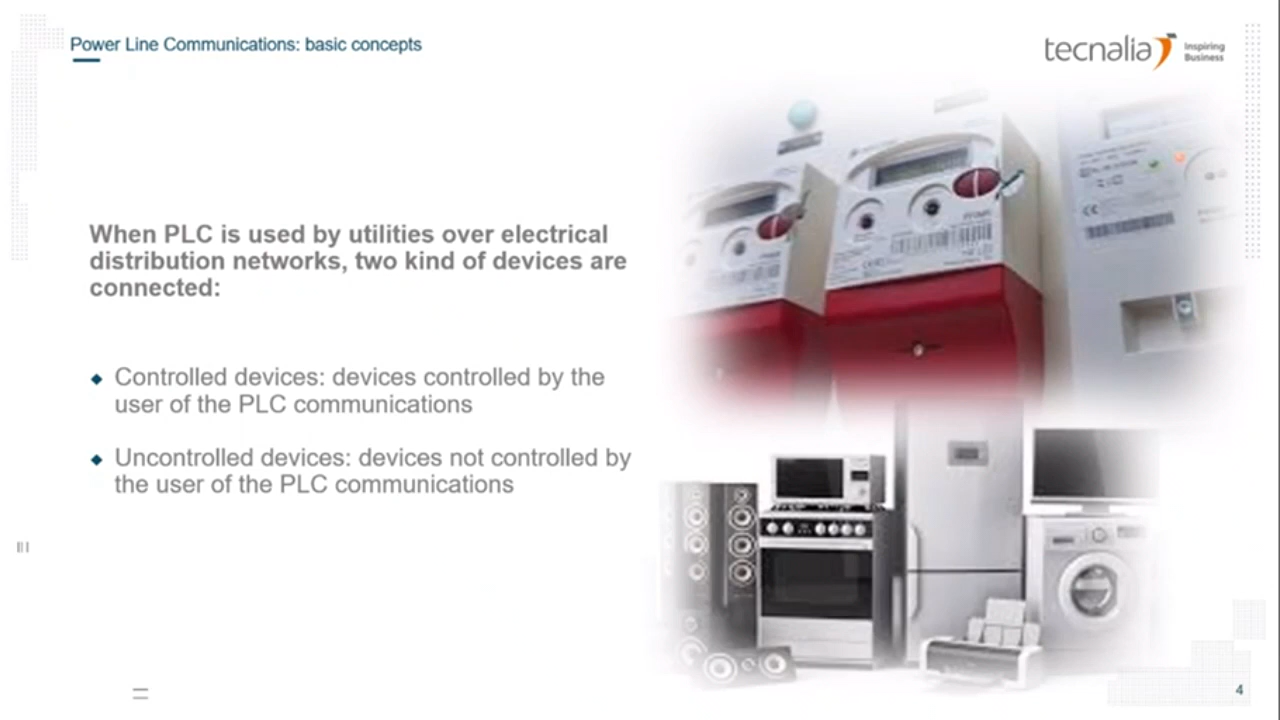 Power Line Communications: basic concepts
tecnalia
Inspiring
Business
When PLC is used by utilities over electrical
distribution networks, two kind of devices are
connected:
Controlled devices: devices controlled by the
user of the PLC communications
Uncontrolled devices: devices not controlled by
the user of the PLC communications
CE
4